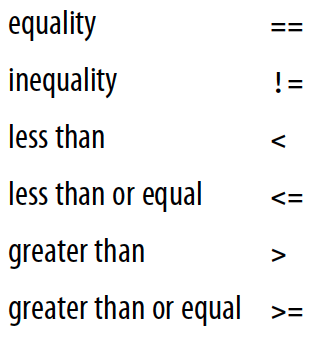 equality ==
inequality !=
less than <
less than or equal <=
greater than >
greater than or equal >=